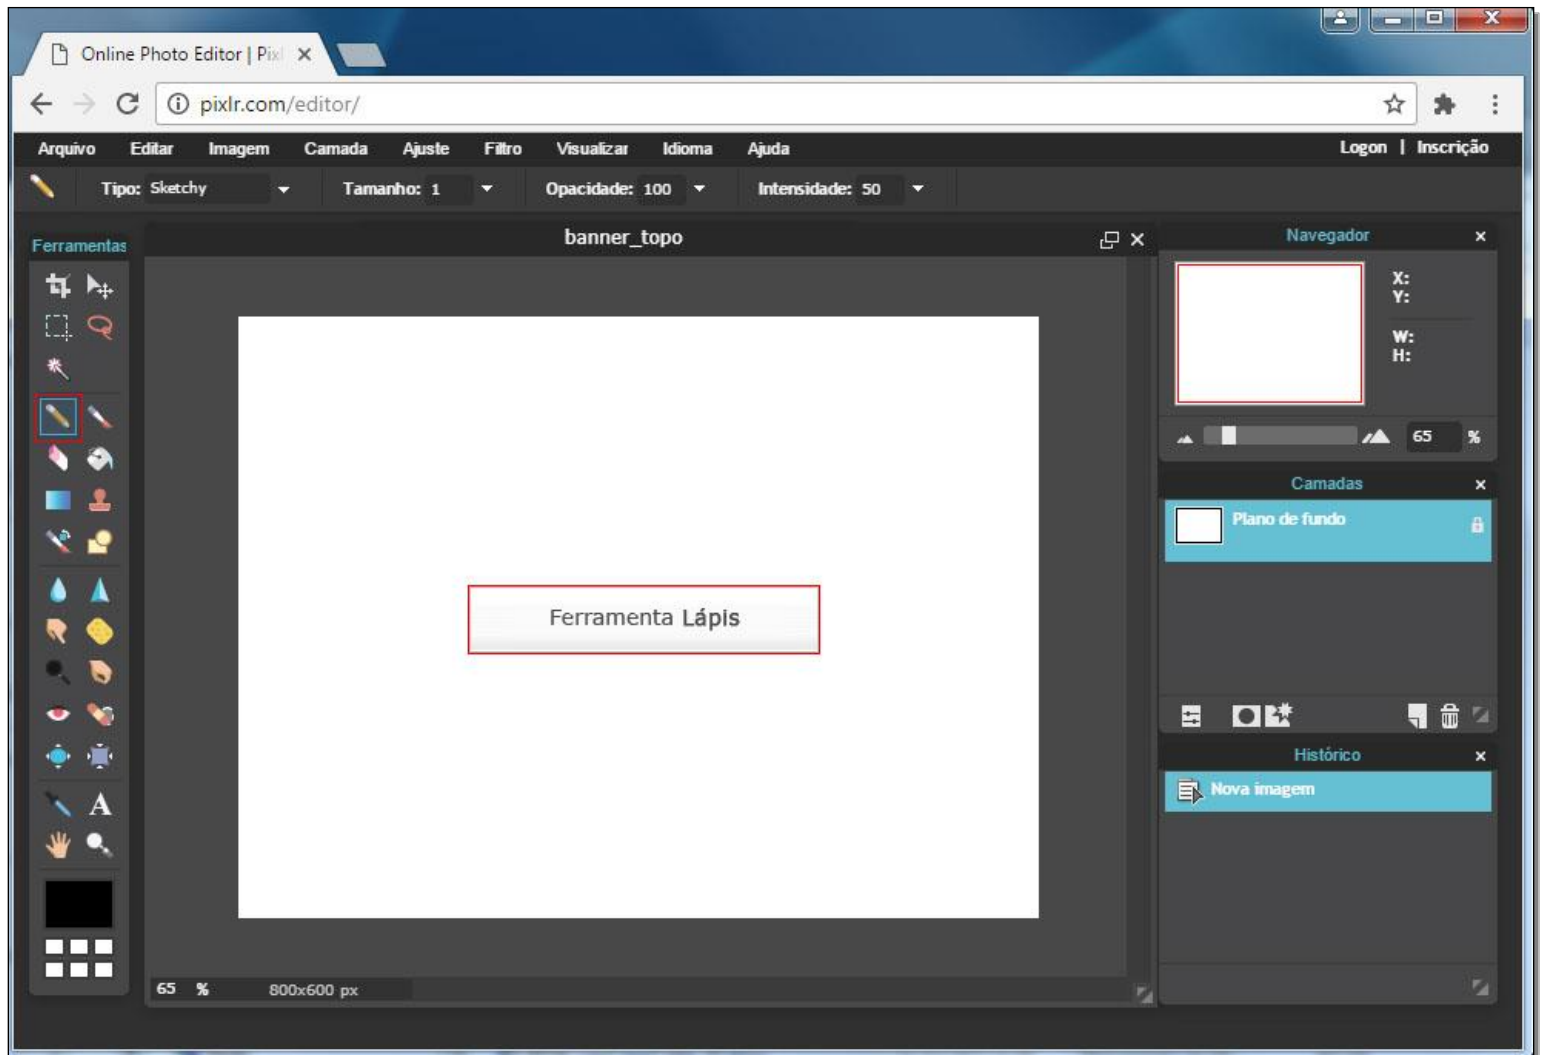 Online Photo Editor | Pixl
pixlr.com/editor/
Arquivo Editar Imagem Camada Ajuste Filtro Visualizar Idioma Ajuda Logon | Inscrição
Tipo: Sketchy Tamanho: 1 Opacidade: 100 Intensidade: 50
Ferramentas
banner_topo
Navegador
X:
Y:
W:
H:
65 %
Camadas
Plano de fundo
Ferramenta Lápis
Histórico
Nova imagem
A
65 % 800x600 px